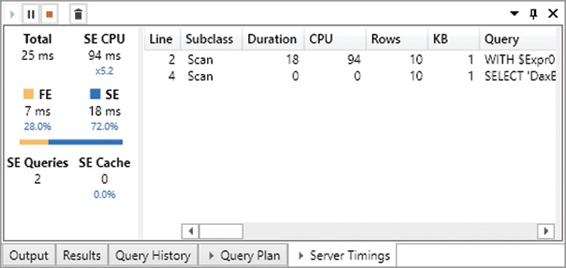 Total SE CPU
25 ms 94 ms
x5.2
FE SE
7 ms 18 ms
28.0% 72.0%
SE Queries SE Cache
2 0
0.0%
Line Subclass Duration CPU Rows KB Query
2 Scan 18 94 10 1 WITH $Expr0
4 Scan 0 0 10 1 SELECT 'DaxB
Output Results Query History Query Plan Server Timings